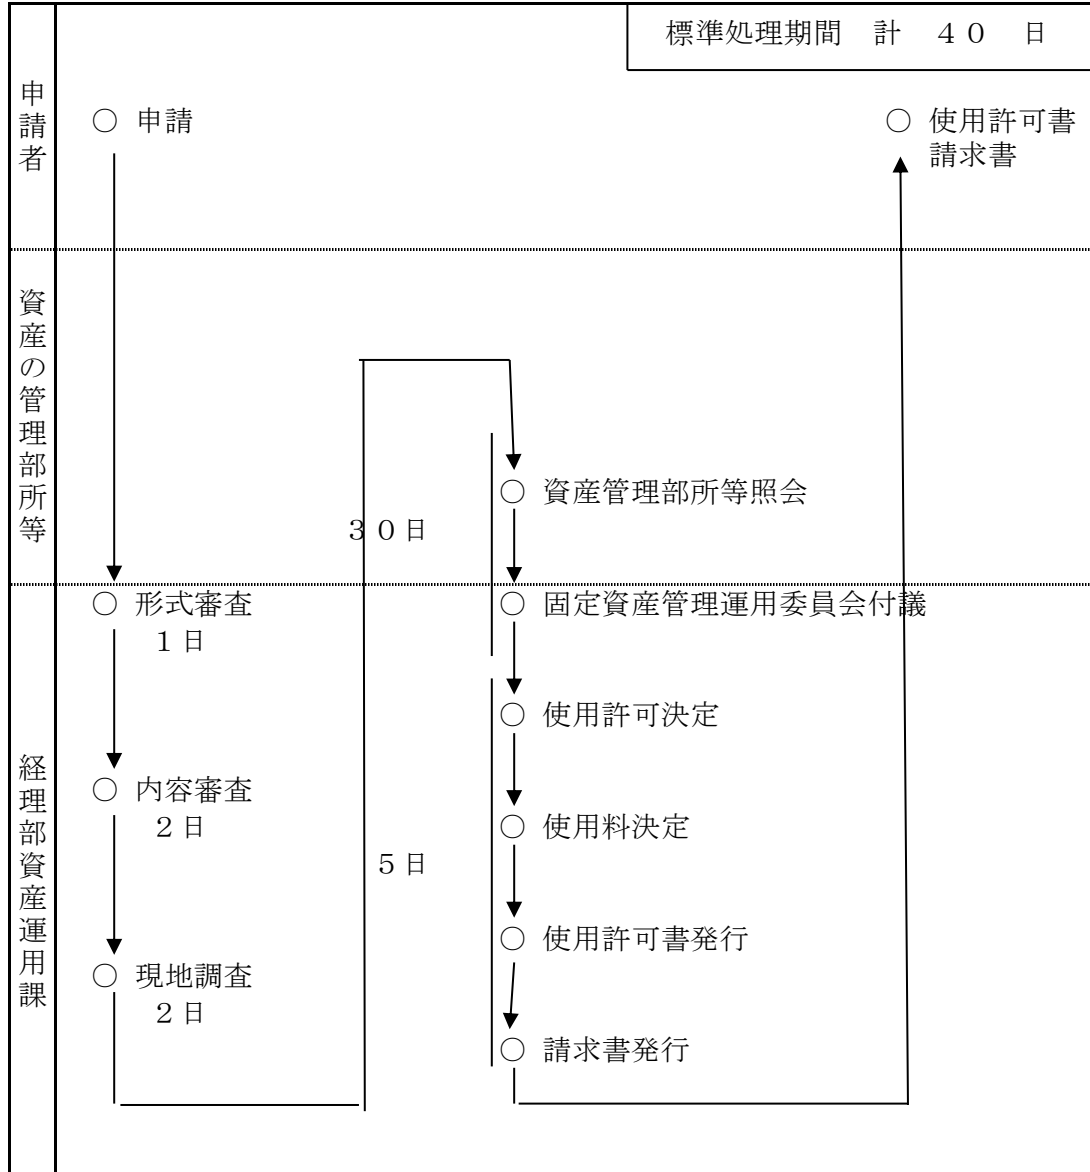 標準処理期間　計　４０　日
申請者
○ 申請
○ 使用許可書
請求書
資産の管理部所等
○ 資産管理部所等照会
３０日
経理部資産運用課
○ 形式審査
１日
○ 内容審査
２日
○ 現地調査
２日
○ 固定資産管理運用委員会付議
○ 使用許可決定
○ 使用料決定
５日
○ 使用許可書発行
○ 請求書発行